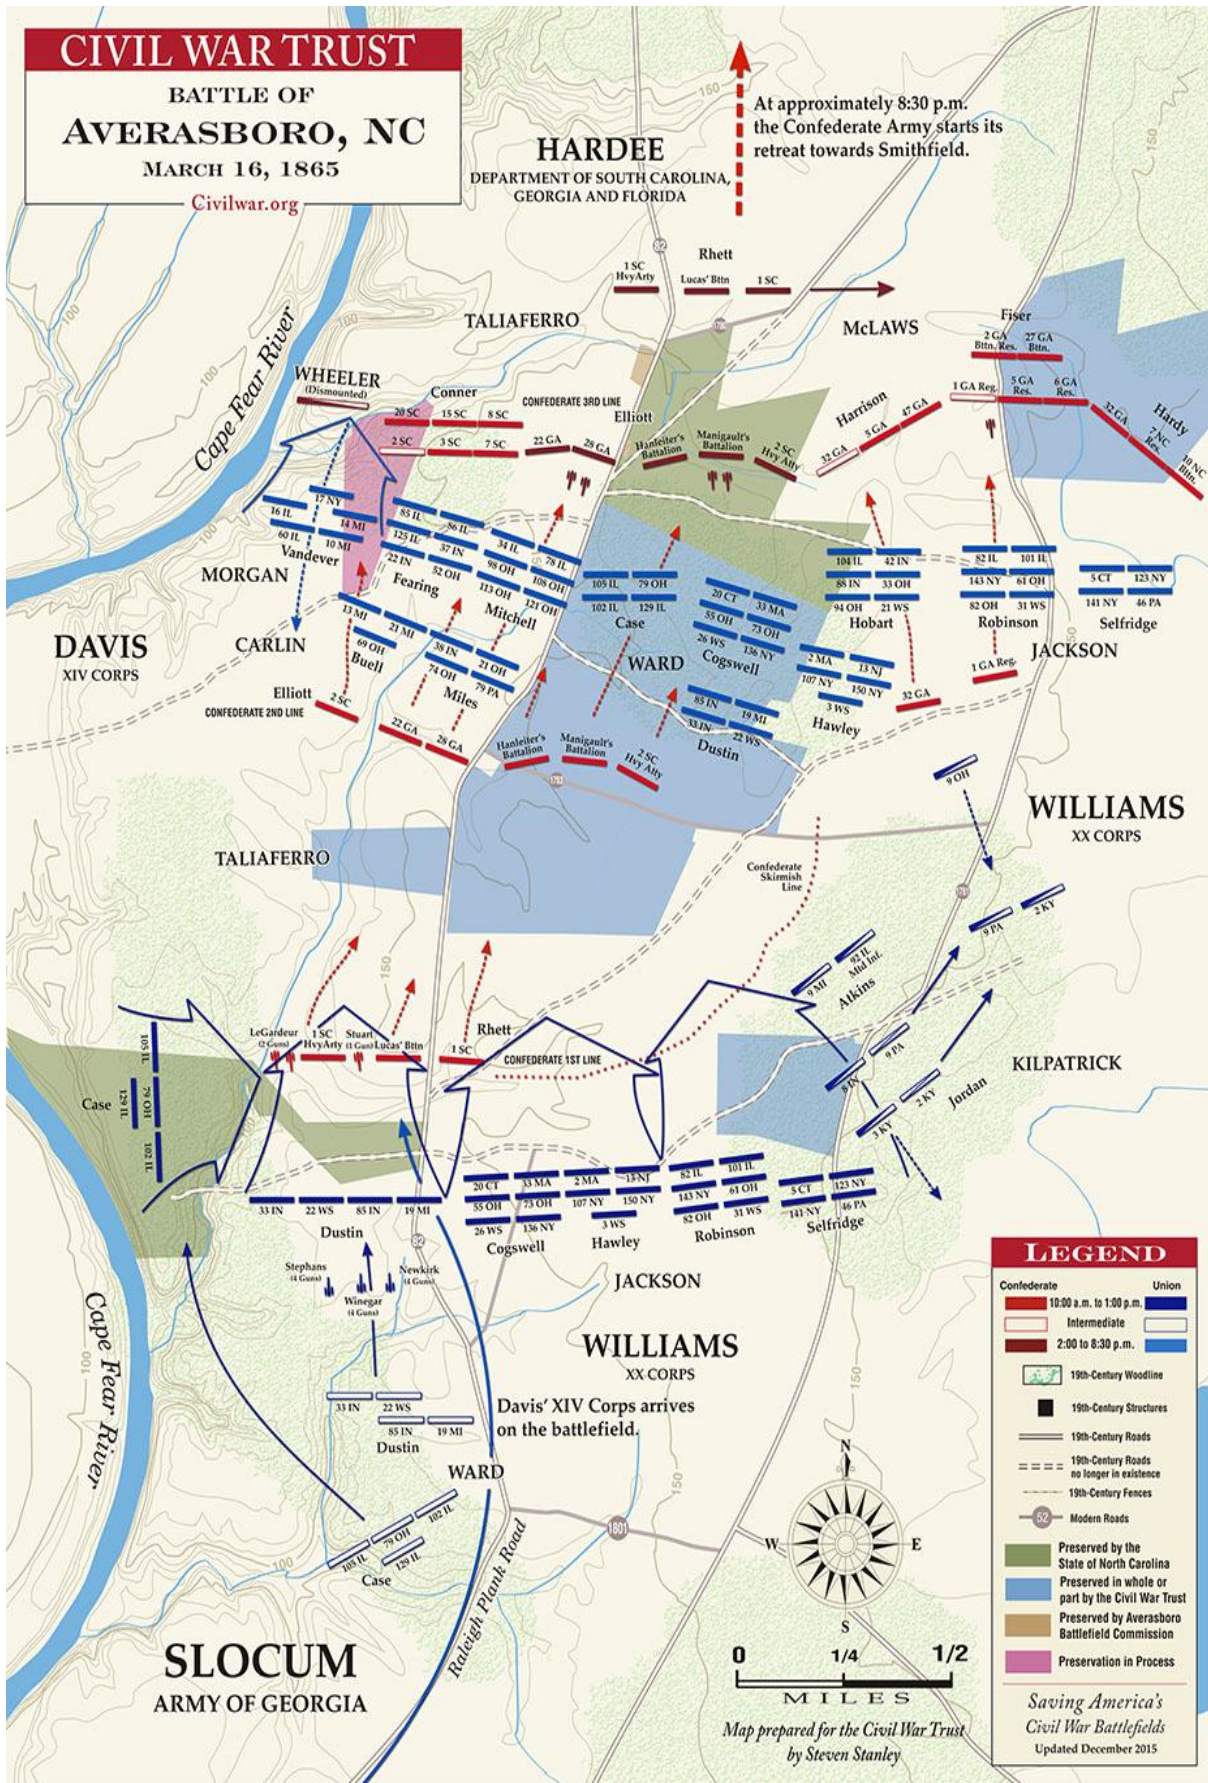 CIVIL WAR TRUST
BATTLE OF
AVERASBORO, NC
MARCH 16, 1865
Civilwar.org
150
At approximately 8:30 p.m.
the Confederate Army starts its
retreat towards Smithfield.
150
HARDEE
DEPARTMENT OF SOUTH CAROLINA,
GEORGIA AND FLORIDA
82
Rhett
1 SC
HvyArty
Lucas' Bttn
1 SC
Cape Fear River
100
100
100
TALIAFERRO
McLAWS
Fiser
2 GA
Bttn. Res.
27 GA
Bttn.
1 GA Reg.
5 GA
Res.
6 GA
Res.
32 GA
7 NC
Res.
10 NC
Bttn.
Hardy
WHEELER
(Dismounted)
Conner
20 SC
15 SC
8 SC
2 SC
3 SC
7 SC
CONFEDERATE 3RD LINE
Elliott
22 GA
28 GA
Hanleiter's
Battalion
Manigault's
Battalion
2 SC
Hvy Atty
Harrison
32 GA
5 GA
47 GA
17 NY
16 IL
14 MI
60 IL
10 MI
Vandever
100
MORGAN
85 IL
86 IL
34 IL
78 IL
125 IL
37 IN
98 OH
108 OH
22 IN
52 OH
113 OH
121 OH
Fearing
Mitchell
105 IL
79 OH
102 IL
129 IL
Case
WARD
20 CT
33 MA
55 OH
73 OH
26 WS
136 NY
Cogswell
104 IL
42 IN
88 IN
33 OH
94 OH
21 WS
Hobart
82 IL
101 IL
143 NY
61 OH
82 OH
31 WS
Robinson
5 CT
123 NY
141 NY
46 PA
Selfridge
JACKSON
DAVIS
XIV CORPS
CARLIN
13 MI
21 MI
69 OH
Buell
38 IN
21 OH
74 OH
79 PA
Miles
2 MA
13 NJ
107 NY
150 NY
3 WS
Hawley
85 IN
19 MI
33 IN
22 WS
Dustin
32 GA
1 GA Reg.
Elliott
CONFEDERATE 2ND LINE
2 SC
22 GA
28 GA
Hanleiter's
Battalion
Manigault's
Battalion
2 SC
Hvy Atty
9 OH
WILLIAMS
XX CORPS
TALIAFERRO
Confederate
Skirmish
Line
9 PA
2 KY
150
9 MI
92 IL
Mtd Inf.
Atkins
9 PA
8 IN
2 KY
3 KY
Jordan
KILPATRICK
LeGardeur
(2 Guns)
1 SC
HvyArty
Stuart
(1 Gun)
Lucas' Bttn
1 SC
Rhett
CONFEDERATE 1ST LINE
Case
105 IL
79 OH
129 IL
102 IL
33 IN
22 WS
85 IN
19 MI
Dustin
20 CT
33 MA
55 OH
73 OH
26 WS
136 NY
Cogswell
2 MA
13 NJ
107 NY
150 NY
3 WS
Hawley
82 IL
101 IL
143 NY
61 OH
82 OH
31 WS
Robinson
5 CT
123 NY
141 NY
46 PA
Selfridge
82
Stephans
(4 Guns)
Newkirk
(4 Guns)
Winegar
(4 Guns)
JACKSON
WILLIAMS
XX CORPS
Cape Fear River
100
33 IN
22 WS
85 IN
19 MI
Dustin
Davis' XIV Corps arrives
on the battlefield.
WARD
102 IL
79 OH
105 IL
129 IL
Case
100
150
150
1801
Raleigh Plank Road
SLOCUM
ARMY OF GEORGIA
N
W
E
S
0
1/4
1/2
MILES
Map prepared for the Civil War Trust
by Steven Stanley
LEGEND
Confederate
Union
10:00 a.m. to 1:00 p.m.
Intermediate
2:00 to 8:30 p.m.
19th-Century Woodline
19th-Century Structures
19th-Century Roads
19th-Century Roads
no longer in existence
19th-Century Fences
52
Modern Roads
Preserved by the
State of North Carolina
Preserved in whole or
part by the Civil War Trust
Preserved by Averasboro
Battlefield Commission
Preservation in Process
Saving America's
Civil War Battlefields
Updated December 2015